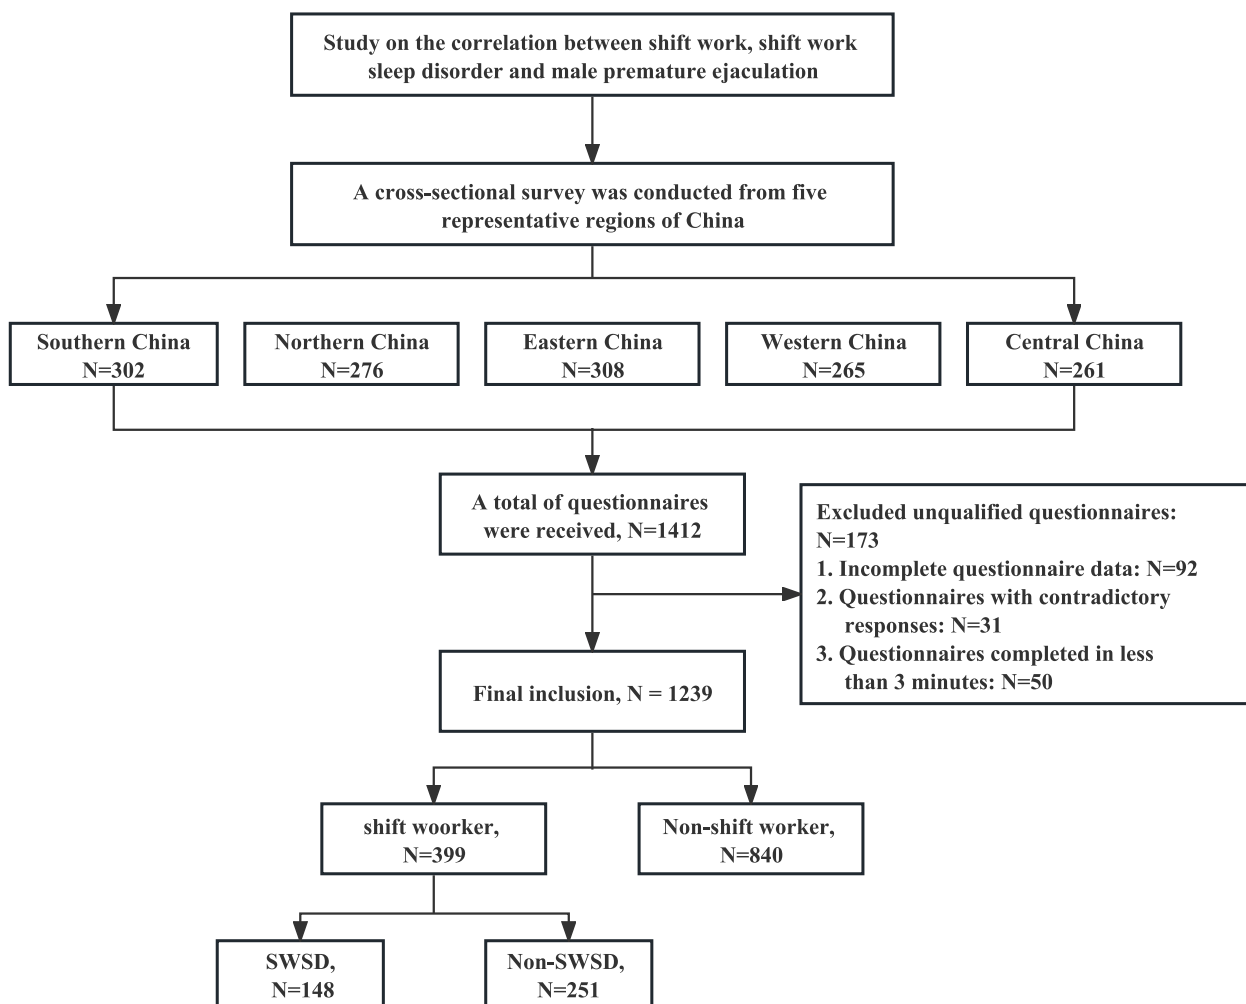 Study on the correlation between shift work, shift work
sleep disorder and male premature ejaculation
A cross-sectional survey was conducted from five
representative regions of China
Southern China
N=302
Northern China
N=276
Eastern China
N=308
Western China
N=265
Central China
N=261
A total of questionnaires
were received, N=1412
Excluded unqualified questionnaires:
N=173
1. Incomplete questionnaire data: N=92
2. Questionnaires with contradictory
responses: N=31
3. Questionnaires completed in less
than 3 minutes: N=50
Final inclusion, N = 1239
shift woorker,
N=399
Non-shift worker,
N=840
SWSD,
N=148
Non-SWSD,
N=251